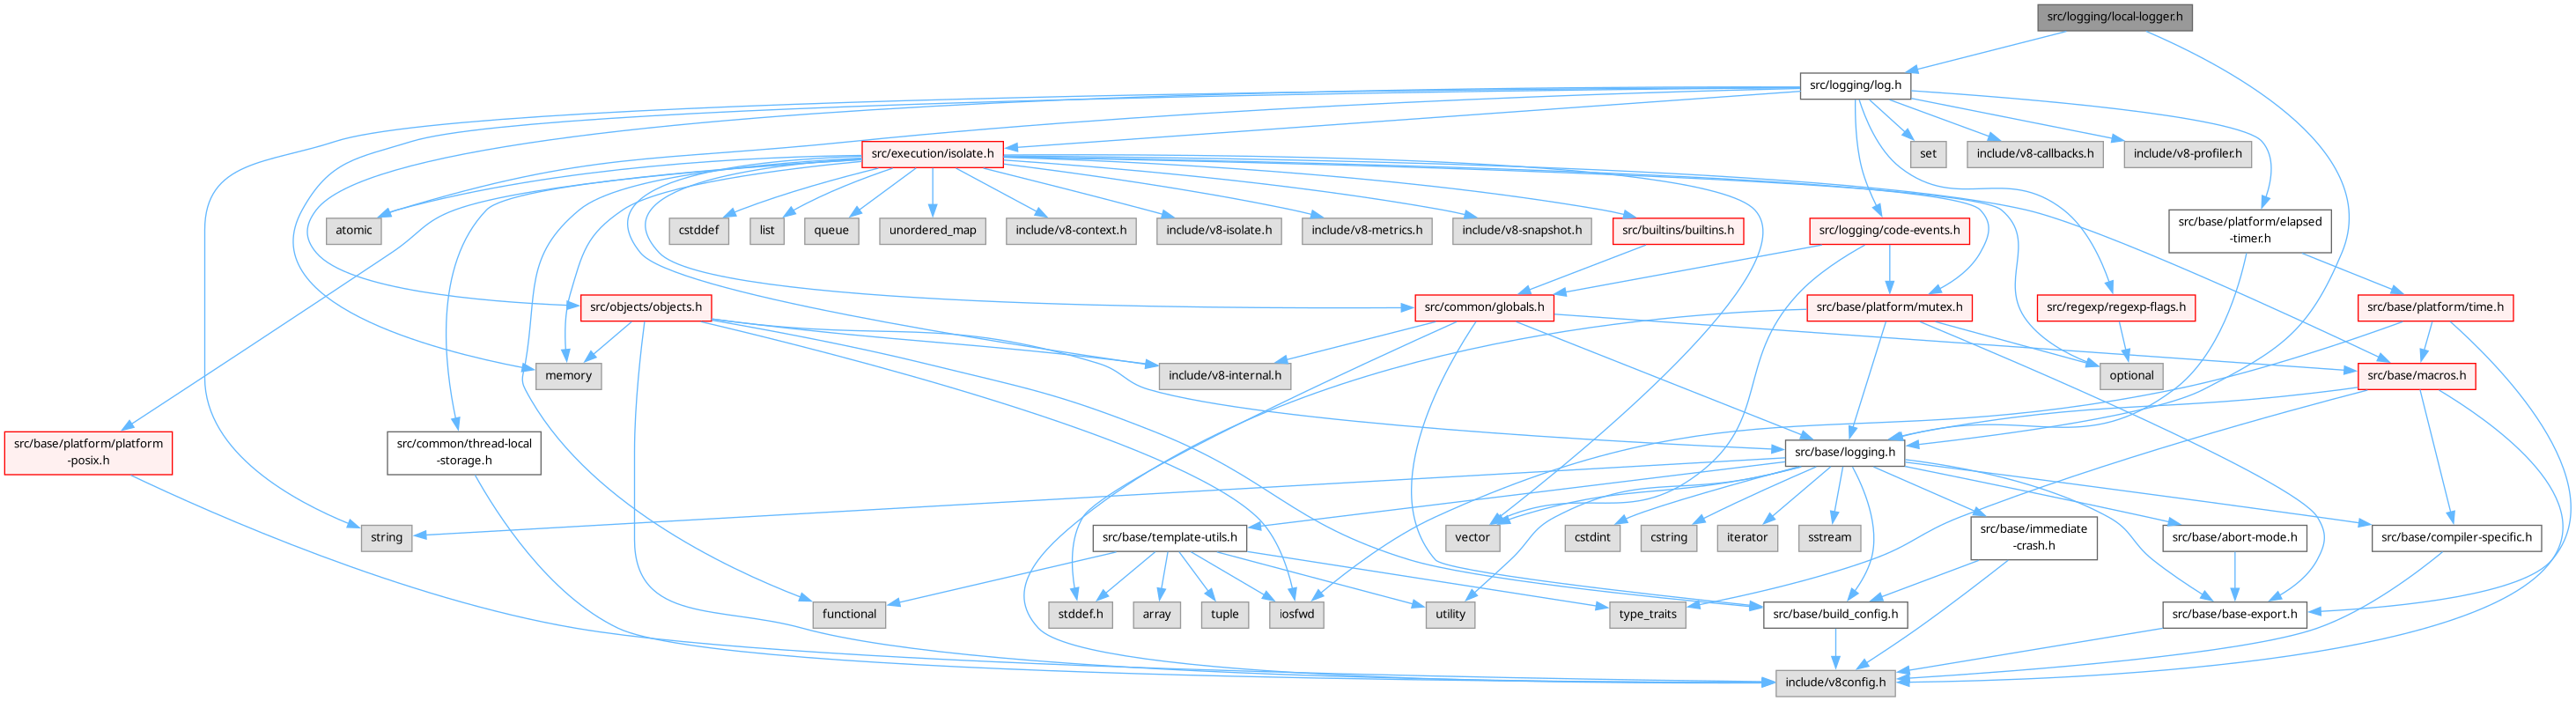 src/logging/local-logger.h
src/logging/log.h
src/execution/isolate.h
set
include/v8-callbacks.h
include/v8-profiler.h
atomic
cstddef
list
queue
unordered_map
include/v8-context.h
include/v8-isolate.h
include/v8-metrics.h
include/v8-snapshot.h
src/builtins/builtins.h
src/logging/code-events.h
src/base/platform/elapsed
-timer.h
src/objects/objects.h
src/common/globals.h
src/base/platform/mutex.h
src/regexp/regexp-flags.h
src/base/platform/time.h
memory
include/v8-internal.h
optional
src/base/macros.h
src/base/platform/platform
-posix.h
src/common/thread-local
-storage.h
src/base/logging.h
string
src/base/template-utils.h
vector
cstdint
cstring
iterator
sstream
src/base/immediate
-crash.h
src/base/abort-mode.h
src/base/compiler-specific.h
functional
stddef.h
array
tuple
iosfwd
utility
type_traits
src/base/build_config.h
src/base/base-export.h
include/v8config.h